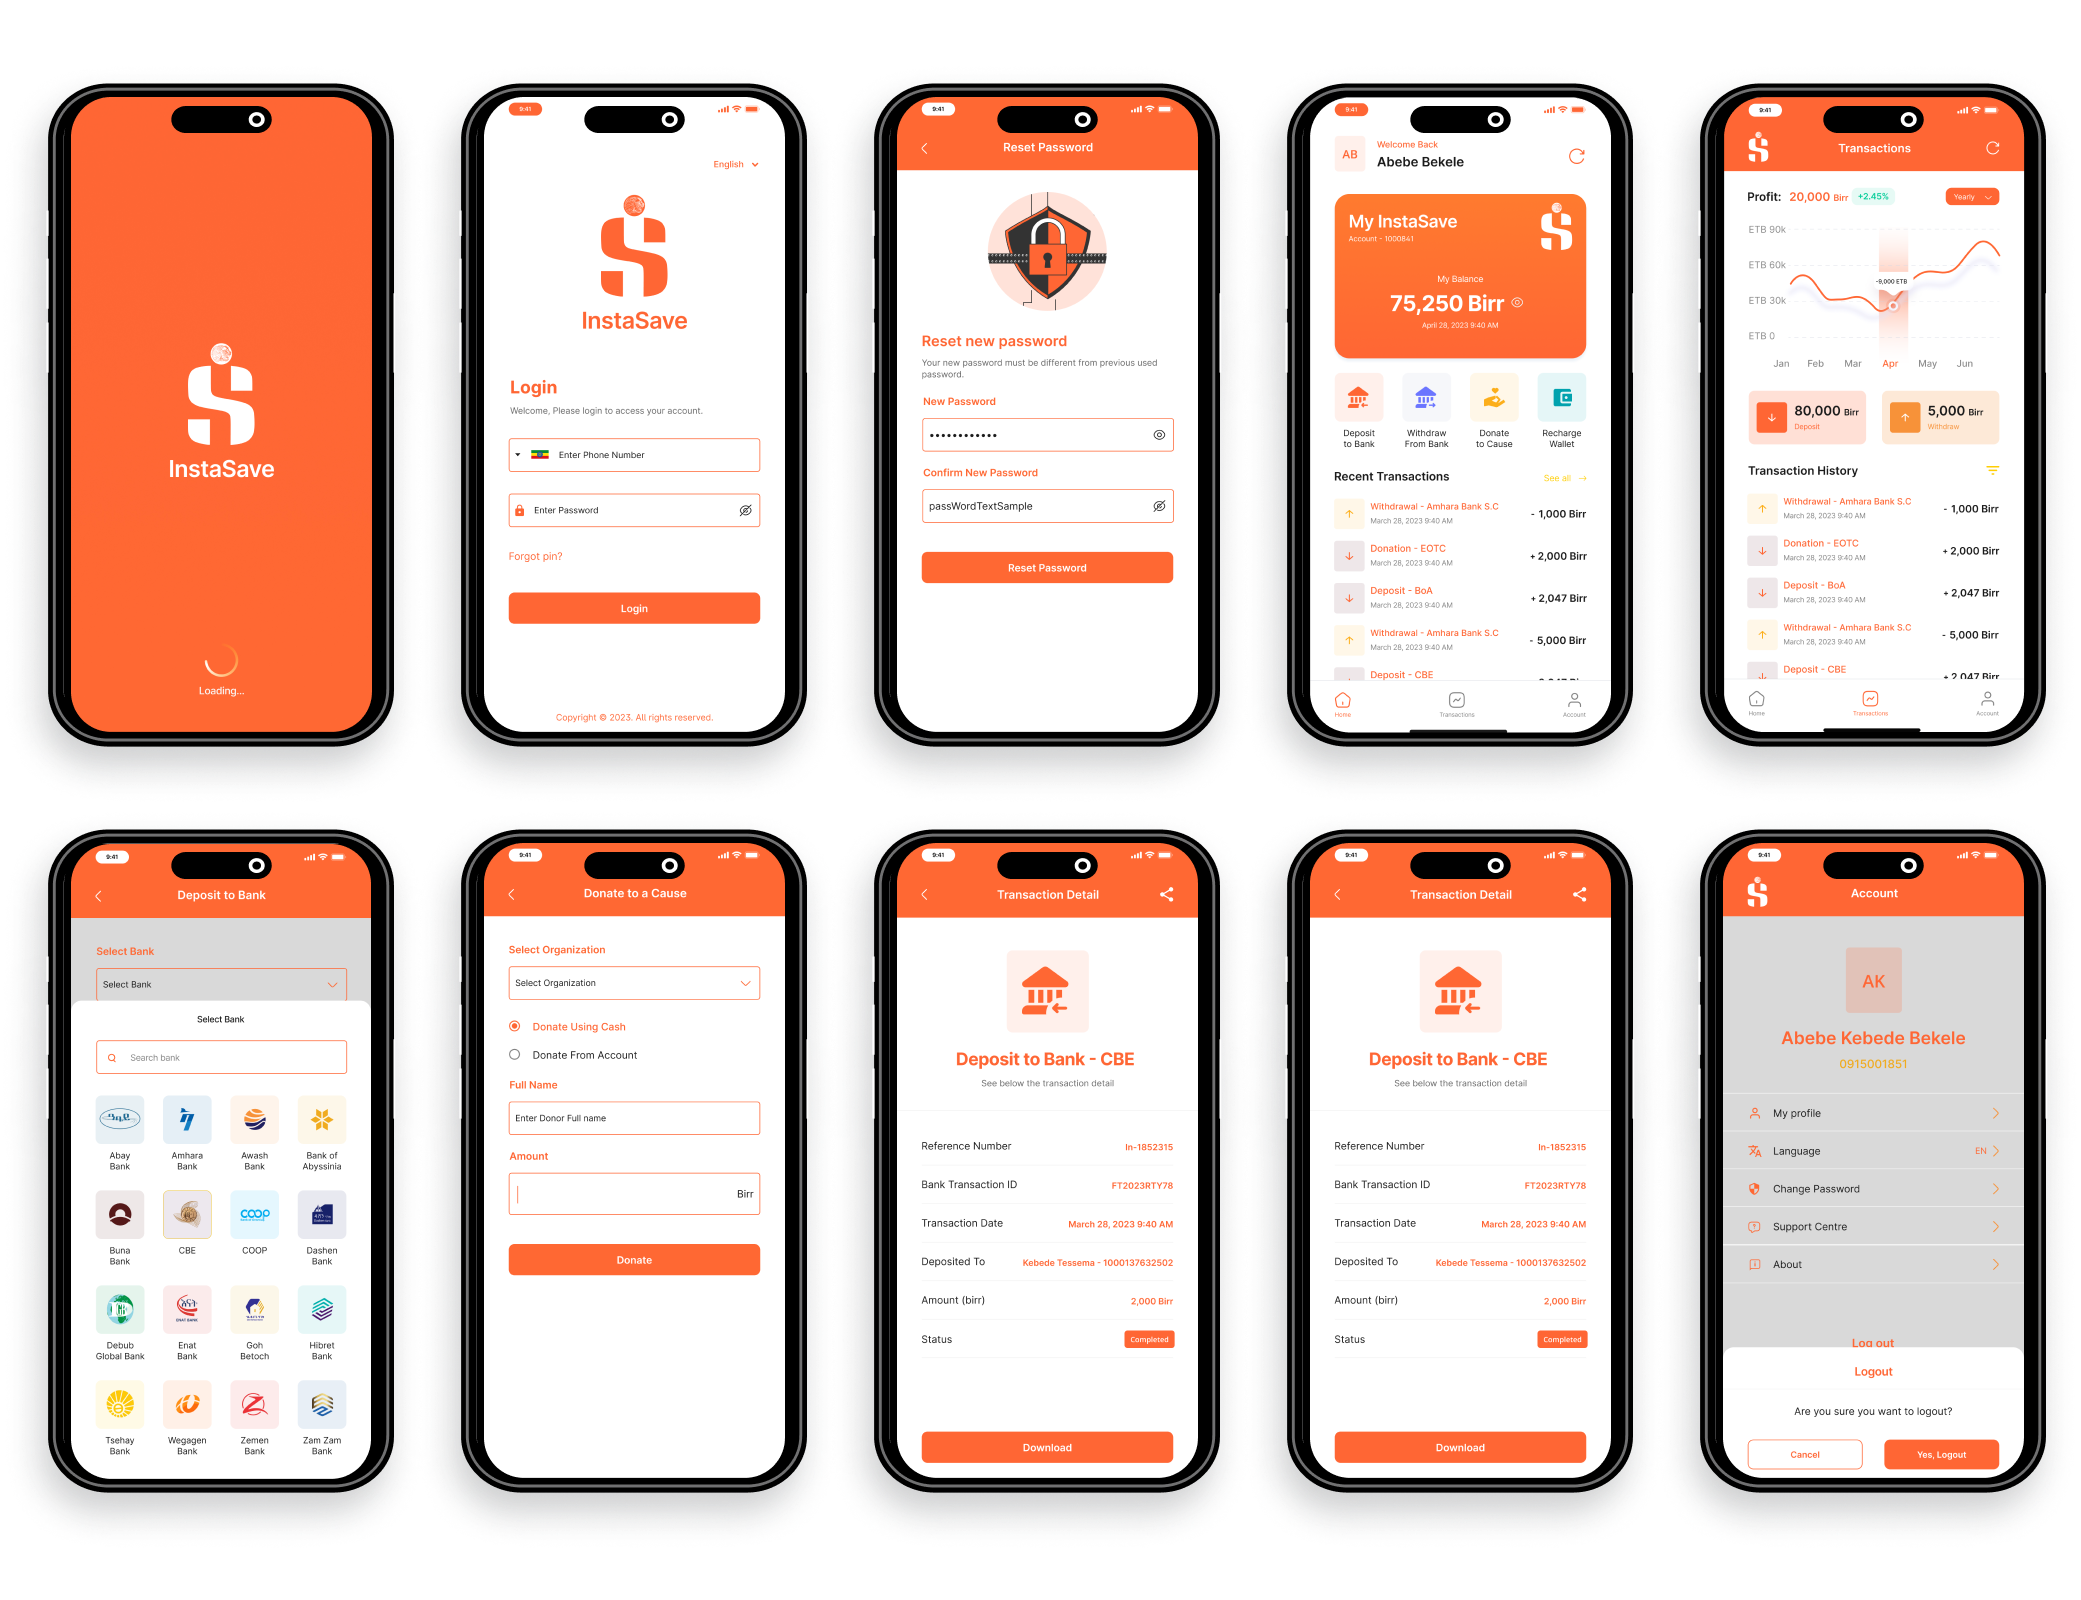 InstaSave
Loading...
9:41
English
InstaSave
Login
Welcome, Please login to access your account.
Enter Phone Number
Enter Password
Forgot pin?
Login
Copyright © 2023. All rights reserved.
9:41
Reset Password
Reset new password
Your new password must be different from previous used
password.
New Password
Confirm New Password
passWordTextSample
Reset Password
9:41
AB
Welcome Back
Abebe Bekele
My InstaSave
Account - 1000841
My Balance
75,250 Birr
April 28, 2023 9:40 AM
Deposit
to Bank
Withdraw
From Bank
Donate
to Cause
Recharge
Wallet
Recent Transactions
See all
Withdrawal - Amhara Bank S.C
March 28, 2023 9:40 AM
- 1,000 Birr
Donation - EOTC
March 28, 2023 9:40 AM
+ 2,000 Birr
Deposit - BoA
March 28, 2023 9:40 AM
+ 2,047 Birr
Withdrawal - Amhara Bank S.C
March 28, 2023 9:40 AM
- 5,000 Birr
Deposit - CBE
Home
Transactions
Account
9:41
Transactions
Profit: 20,000 Birr +2.45%
Yearly
ETB 90k
ETB 60k
ETB 30k
ETB 0
-9,000 ETB
Jan Feb Mar Apr May Jun
80,000 Birr
Deposit
5,000 Birr
Withdraw
Transaction History
Withdrawal - Amhara Bank S.C
March 28, 2023 9:40 AM
- 1,000 Birr
Donation - EOTC
March 28, 2023 9:40 AM
+ 2,000 Birr
Deposit - BoA
March 28, 2023 9:40 AM
+ 2,047 Birr
Withdrawal - Amhara Bank S.C
March 28, 2023 9:40 AM
- 5,000 Birr
Deposit - CBE
+ 2,047 Birr
Home
Transactions
Account
9:41
Deposit to Bank
Select Bank
Select Bank
Select Bank
Search bank
Abay
Bank
Amhara
Bank
Awash
Bank
Bank of
Abyssinia
COOP
Buna
Bank
CBE
COOP
Dashen
Bank
ENAT BANK
Debub
Global Bank
Enat
Bank
Goh
Betoch
Hibret
Bank
Tsehay
Bank
Wegagen
Bank
Zemen
Bank
Zam Zam
Bank
9:41
Donate to a Cause
Select Organization
Select Organization
Donate Using Cash
Donate From Account
Full Name
Enter Donor Full name
Amount
Birr
Donate
9:41
Transaction Detail
Deposit to Bank - CBE
See below the transaction detail
Reference Number In-1852315
Bank Transaction ID FT2023RTY78
Transaction Date March 28, 2023 9:40 AM
Deposited To Kebede Tessema - 1000137632502
Amount (birr) 2,000 Birr
Status Completed
Download
9:41
Transaction Detail
Deposit to Bank - CBE
See below the transaction detail
Reference Number In-1852315
Bank Transaction ID FT2023RTY78
Transaction Date March 28, 2023 9:40 AM
Deposited To Kebede Tessema - 1000137632502
Amount (birr) 2,000 Birr
Status Completed
Download
9:41
Account
AK
Abebe Kebede Bekele
0915001851
My profile
Language EN
Change Password
Support Centre
About
Log out
Logout
Are you sure you want to logout?
Cancel
Yes, Logout